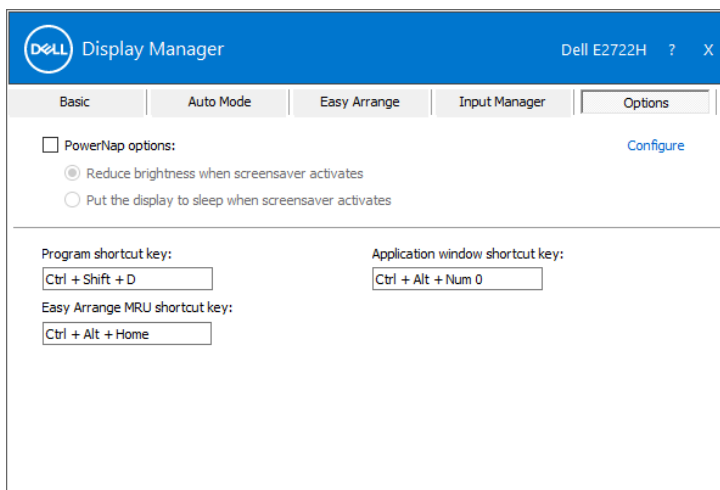 DELL Display Manager Dell E2722H ? X
Basic Auto Mode Easy Arrange Input Manager Options
PowerNap options: Configure
Reduce brightness when screensaver activates
Put the display to sleep when screensaver activates
Program shortcut key: Application window shortcut key:
Ctrl + Shift + D Ctrl + Alt + Num 0
Easy Arrange MRU shortcut key:
Ctrl + Alt + Home